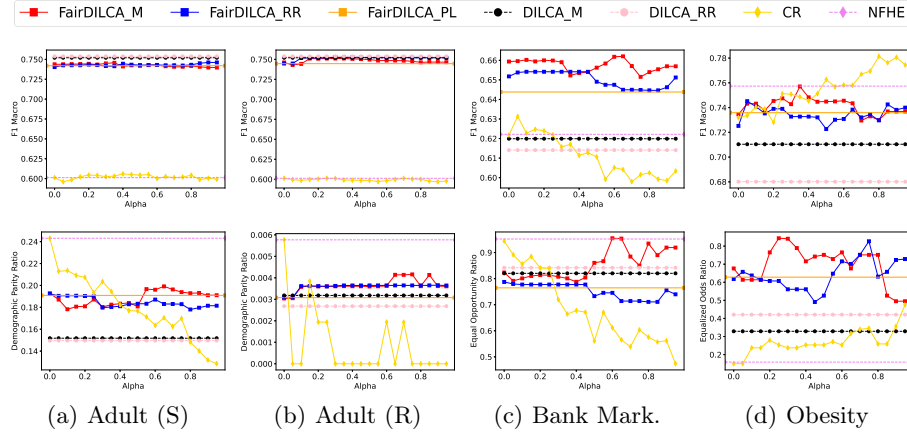 FairDILCA_M FairDILCA_RR FairDILCA_PL DILCA_M DILCA_RR CR NFHE
F1 Macro
0.750
0.725
0.700
0.675
0.650
0.625
0.600
0.0 0.2 0.4 0.6 0.8
Alpha
F1 Macro
0.750
0.725
0.700
0.675
0.650
0.625
0.600
0.0 0.2 0.4 0.6 0.8
Alpha
F1 Macro
0.66
0.65
0.64
0.63
0.62
0.61
0.60
0.0 0.2 0.4 0.6 0.8
Alpha
F1 Macro
0.78
0.76
0.74
0.72
0.70
0.68
0.0 0.2 0.4 0.6 0.8
Alpha
Demographic Parity Ratio
0.24
0.22
0.20
0.18
0.16
0.14
0.0 0.2 0.4 0.6 0.8
Alpha
Demographic Parity Ratio
0.006
0.005
0.004
0.003
0.002
0.001
0.000
0.0 0.2 0.4 0.6 0.8
Alpha
Equal Opportunity Ratio
0.9
0.8
0.7
0.6
0.5
0.0 0.2 0.4 0.6 0.8
Alpha
Equalized Odds Ratio
0.8
0.7
0.6
0.5
0.4
0.3
0.2
0.0 0.2 0.4 0.6 0.8
Alpha
(a) Adult (S) (b) Adult (R) (c) Bank Mark. (d) Obesity